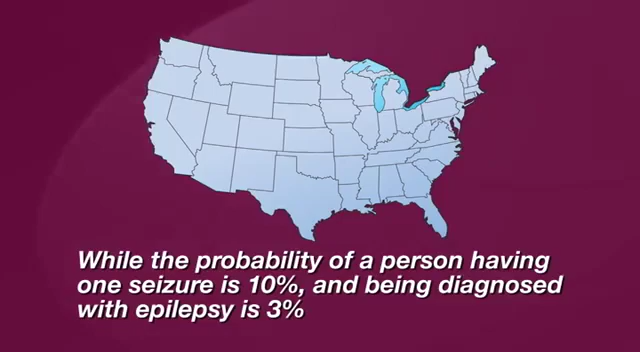 While the probability of a person having
one seizure is 10%, and being diagnosed
with epilepsy is 3%